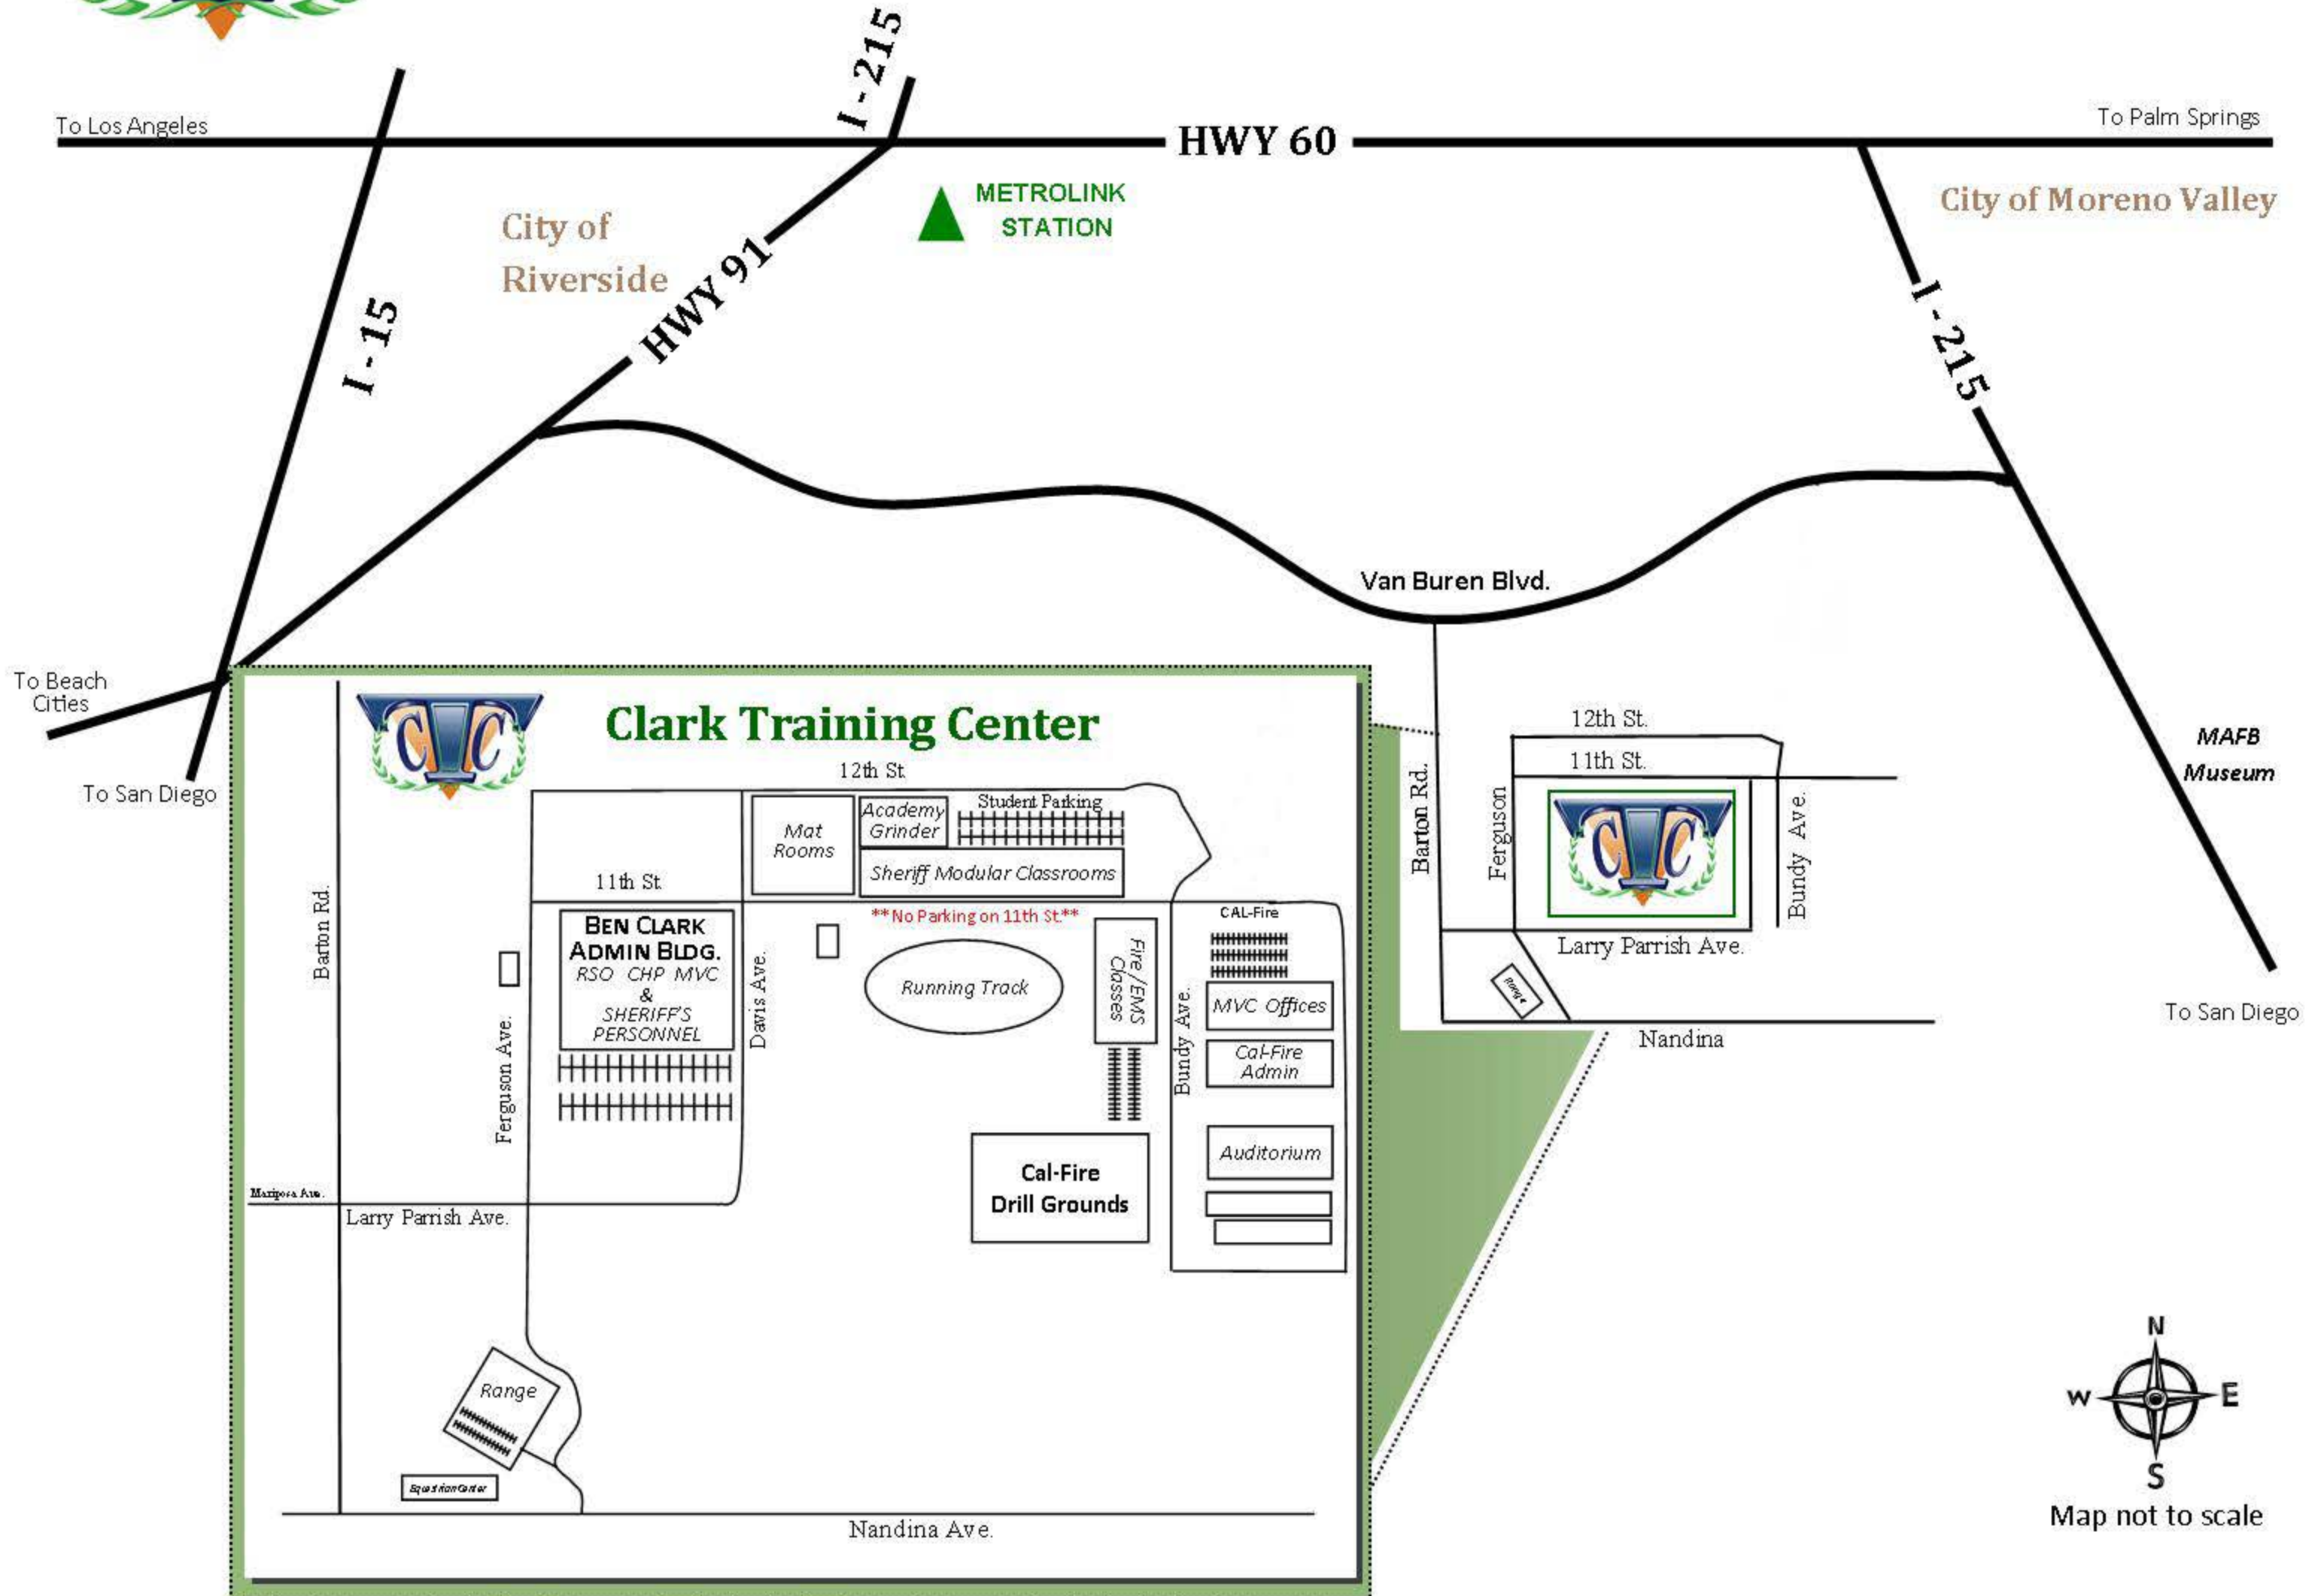 I - 215
To Los Angeles
HWY 60
To Palm Springs
METROLINK
STATION
City of
Riverside
City of Moreno Valley
HWY 91
I - 15
I - 215
Van Buren Blvd.
To Beach
Cities
To San Diego
MAFB
Museum
To San Diego
12th St.
11th St.
Barton Rd.
Ferguson
Bundy Ave.
CTC
Larry Parrish Ave.
Range
Nandina
CTC
Clark Training Center
12th St
Mat
Rooms
Academy
Grinder
Student Parking
Sheriff Modular Classrooms
11th St
**No Parking on 11th St.**
CAL-Fire
Barton Rd.
BEN CLARK
ADMIN BLDG.
RSO CHP MVC
&
SHERIFF'S
PERSONNEL
Davis Ave.
Running Track
Fire/EMS
Classes
Bundy Ave.
MVC Offices
Cal-Fire
Admin
Ferguson Ave.
Auditorium
Cal-Fire
Drill Grounds
Mariposa Ave.
Larry Parrish Ave.
Range
Equestrian Center
Nandina Ave.
N
W
E
S
Map not to scale